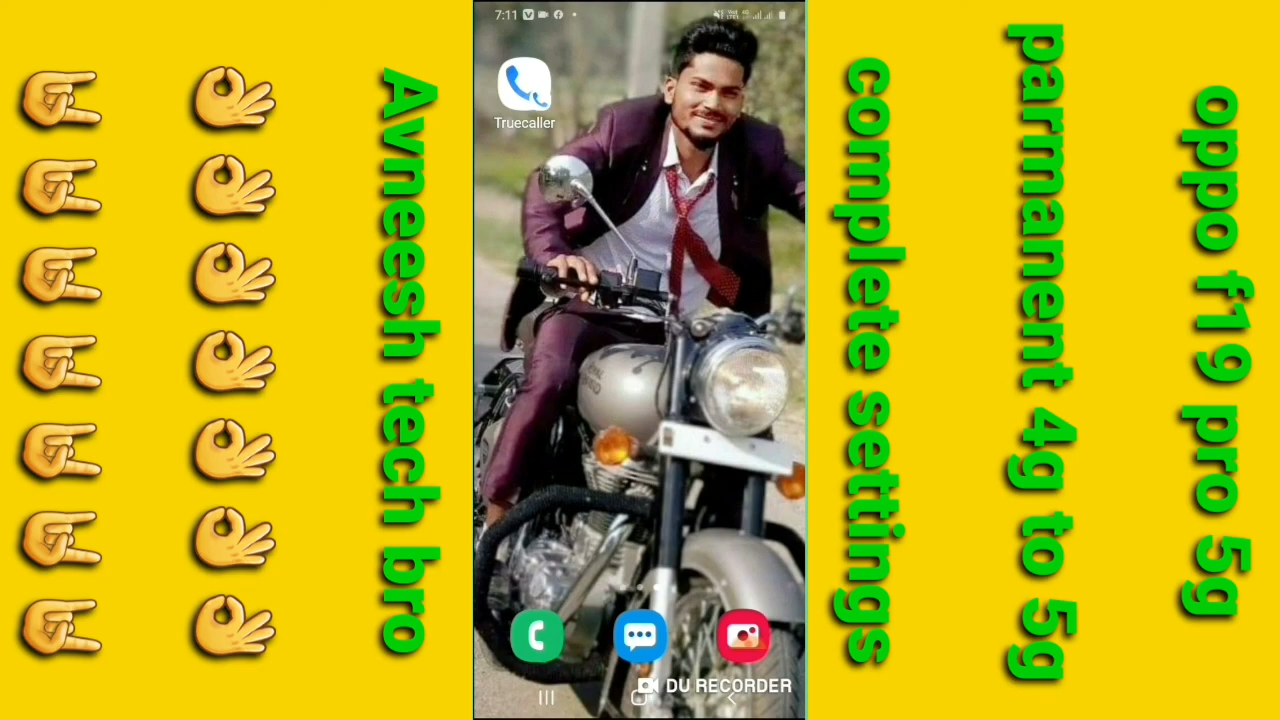 oppo f19 pro 5g
parmanent 4g to 5g
complete settings
Avneesh tech bro
7:11
Truecaller
DU RECORDER